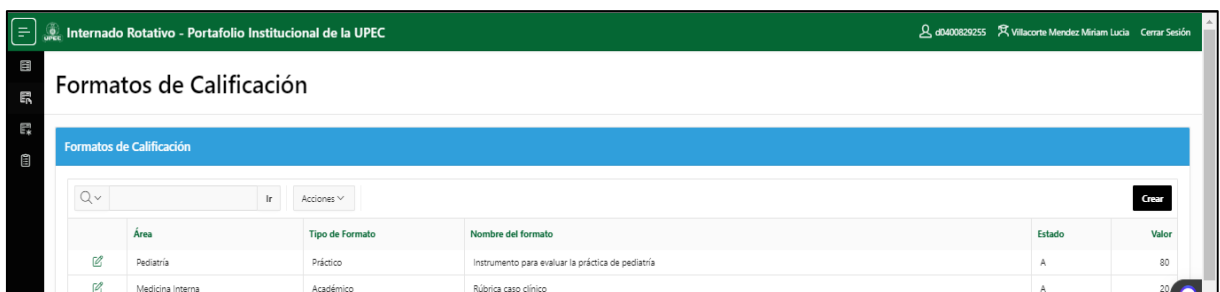 UPEC Internado Rotativo - Portafolio Institucional de la UPEC d0400829255 Villacorte Mendez Miriam Lucia Cerrar Sesión
Formatos de Calificación
Formatos de Calificación
Ir Acciones Crear
Área Tipo de Formato Nombre del formato Estado Valor
Pediatría Práctico Instrumento para evaluar la práctica de pediatría A 80
Medicina Interna Académico Rúbrica caso clínico A 20